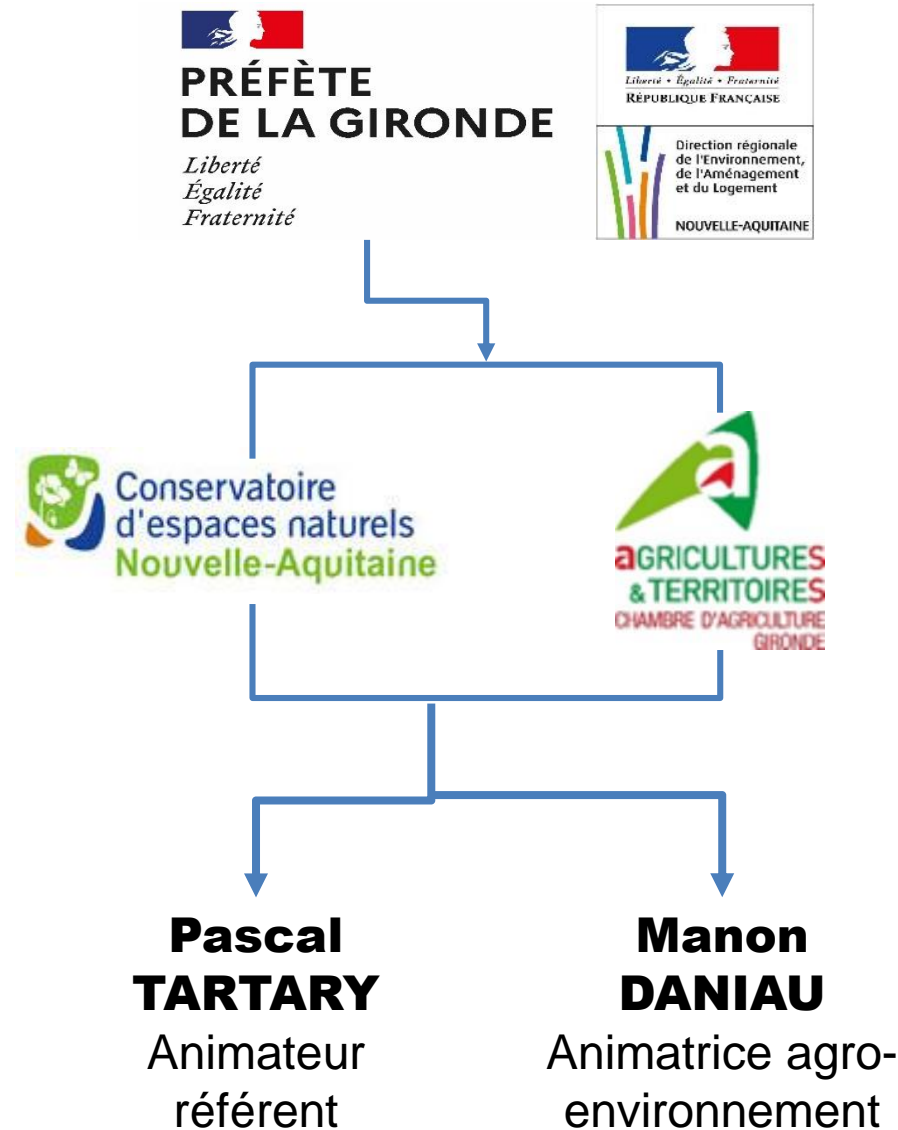 PRÉFÈTE
DE LA GIRONDE
Liberté
Égalité
Fraternité
Liberté • Égalité • Fraternité
RÉPUBLIQUE FRANÇAISE
Direction régionale
de l'Environnement,
de l'Aménagement
et du Logement
NOUVELLE-AQUITAINE
Conservatoire
d'espaces naturels
Nouvelle-Aquitaine
a
aGRICULTURES
& TERRITOIRES
CHAMBRE D'AGRICULTURE
GIRONDE
Pascal
TARTARY
Animateur
référent
Manon
DANIAU
Animatrice agro-
environnement